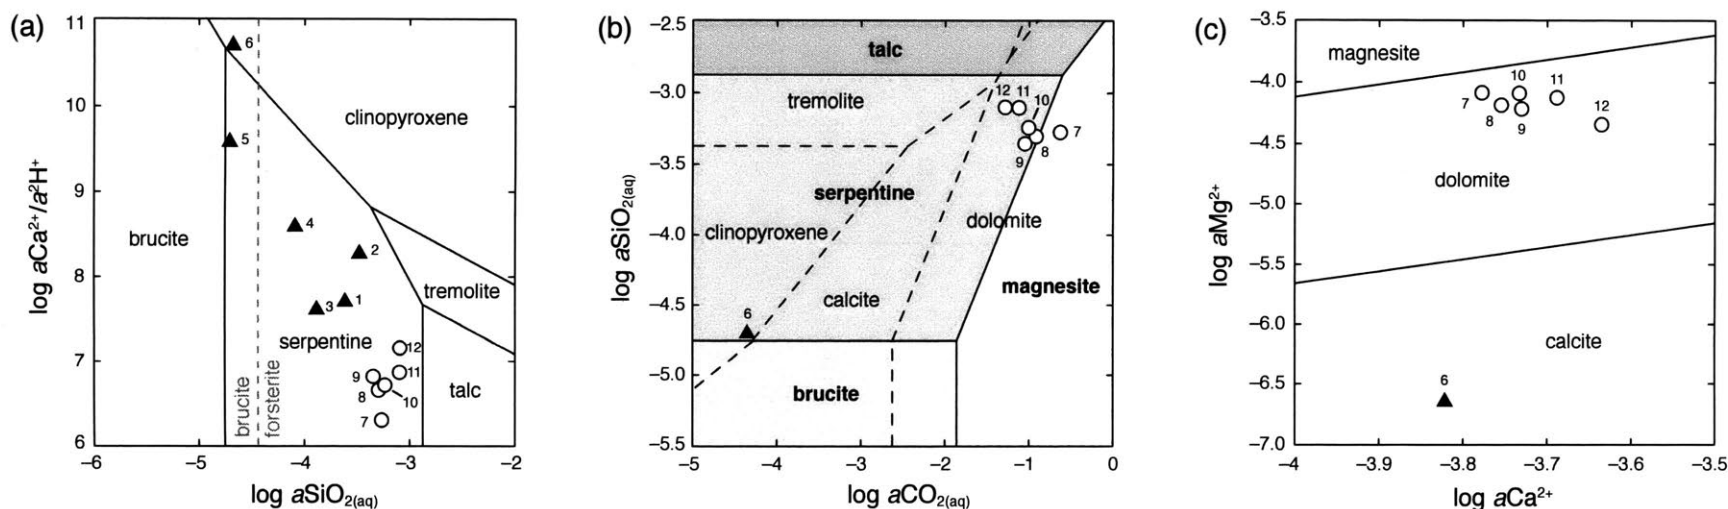 (a)
11
10
9
8
7
6
−6
−5
−4
−3
−2
log aCa²⁺/a²H⁺
log aSiO₂₍ₐq₎
brucite
clinopyroxene
tremolite
serpentine
talc
brucite
forsterite
6
5
4
2
1
3
12
11
9
8
10
7
(b)
−2.5
−3.0
−3.5
−4.0
−4.5
−5.0
−5.5
−5
−4
−3
−2
−1
0
log aSiO₂₍ₐq₎
log aCO₂₍ₐq₎
talc
tremolite
serpentine
clinopyroxene
dolomite
calcite
magnesite
brucite
12
11
10
7
8
9
6
(c)
−3.5
−4.0
−4.5
−5.0
−5.5
−6.0
−6.5
−7.0
−4
−3.9
−3.8
−3.7
−3.6
−3.5
log aMg²⁺
log aCa²⁺
magnesite
dolomite
calcite
7
8
10
9
11
12
6